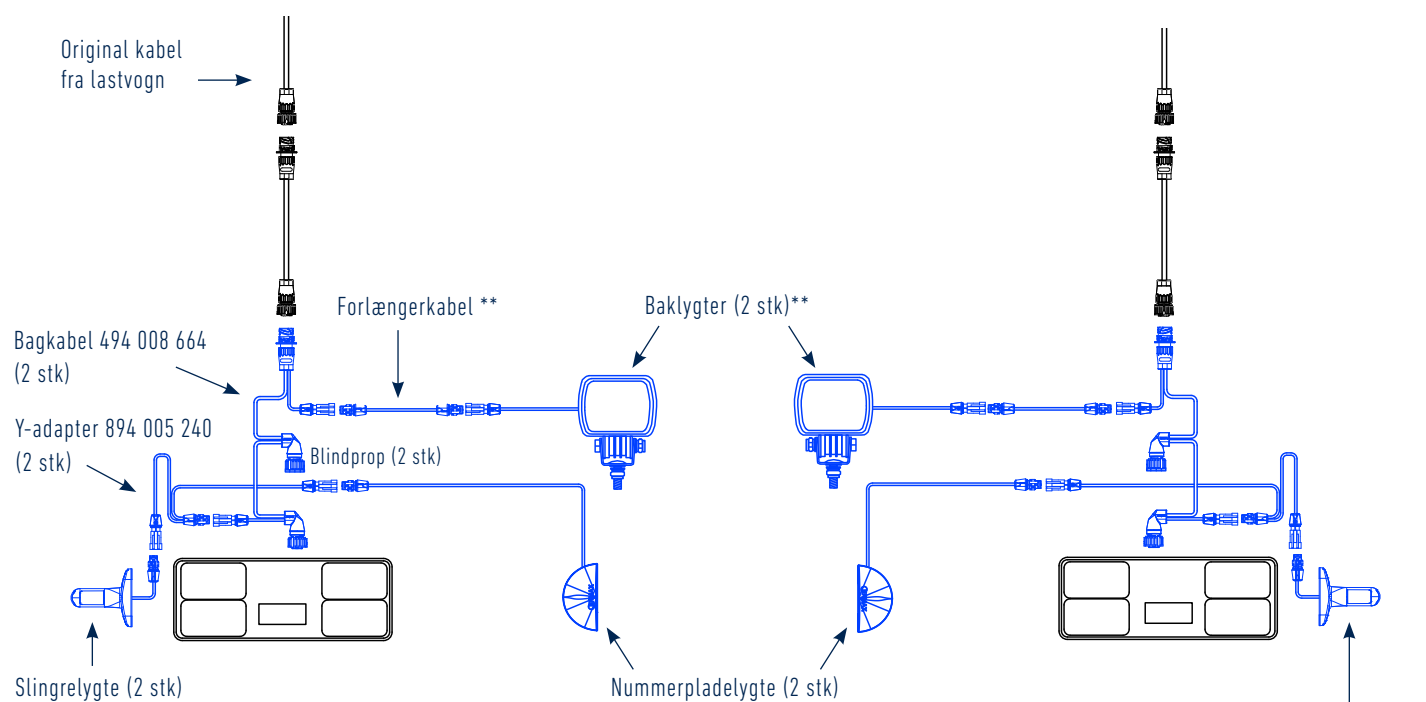 Original kabel
fra lastvogn
Forlængerkabel **
Baklygter (2 stk)**
Bagkabel 494 008 664
(2 stk)
Y-adapter 894 005 240
(2 stk)
Blindprop (2 stk)
Slingrelygte (2 stk)
Nummerpladelygte (2 stk)